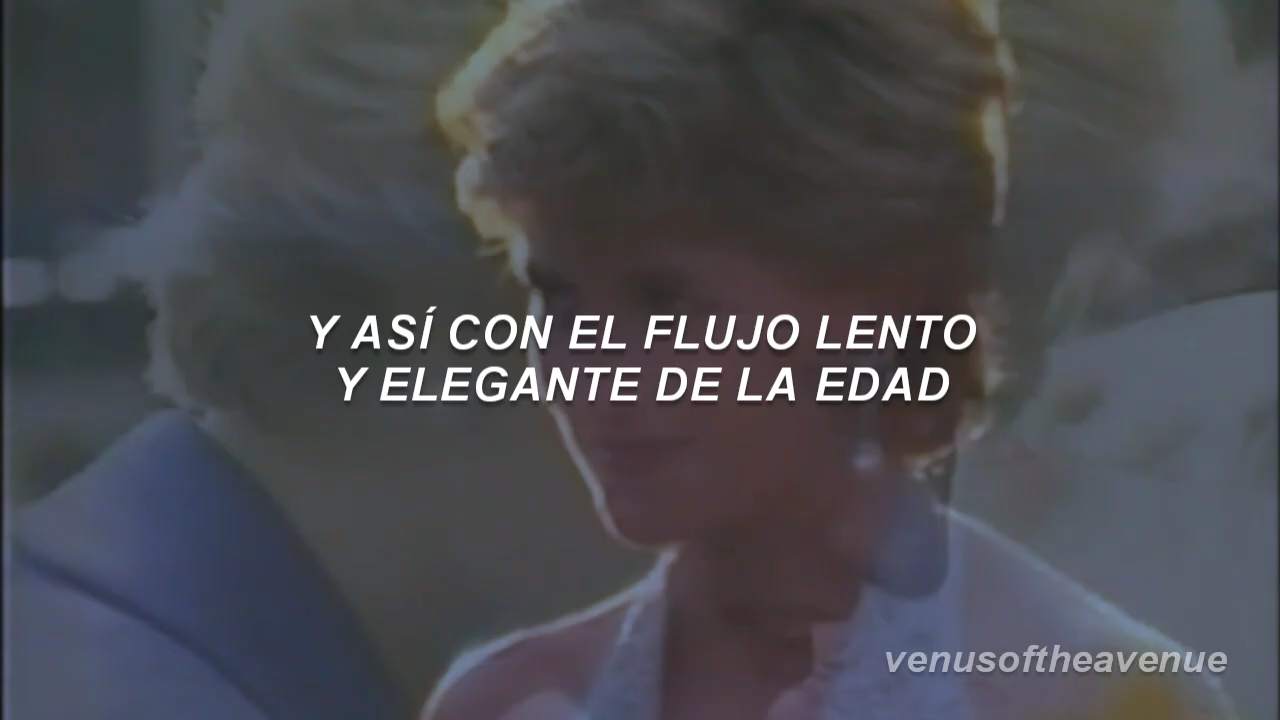 Y ASÍ CON EL FLUJO LENTO
Y ELEGANTE DE LA EDAD
venusoftheavenue